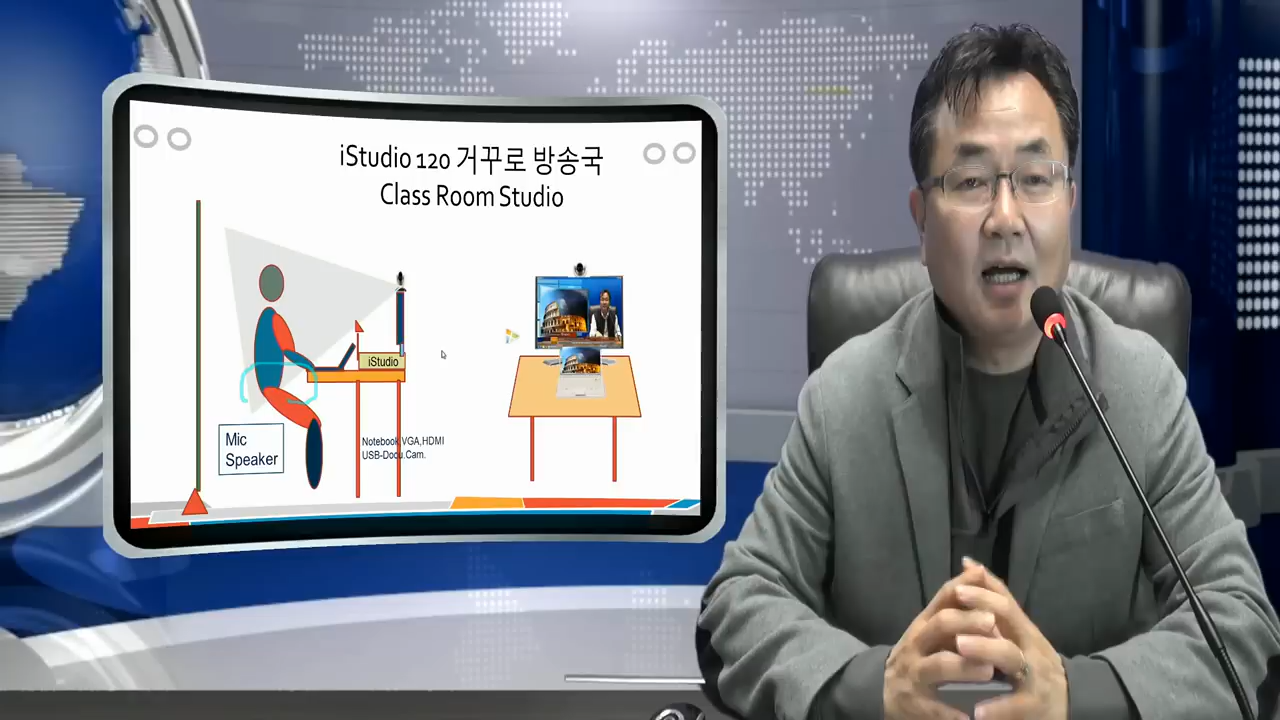 iStudio 120 거꾸로 방송국
Class Room Studio
iStudio
Mic
Speaker
Notebook,VGA,HDMI
USB-Docu.Cam.